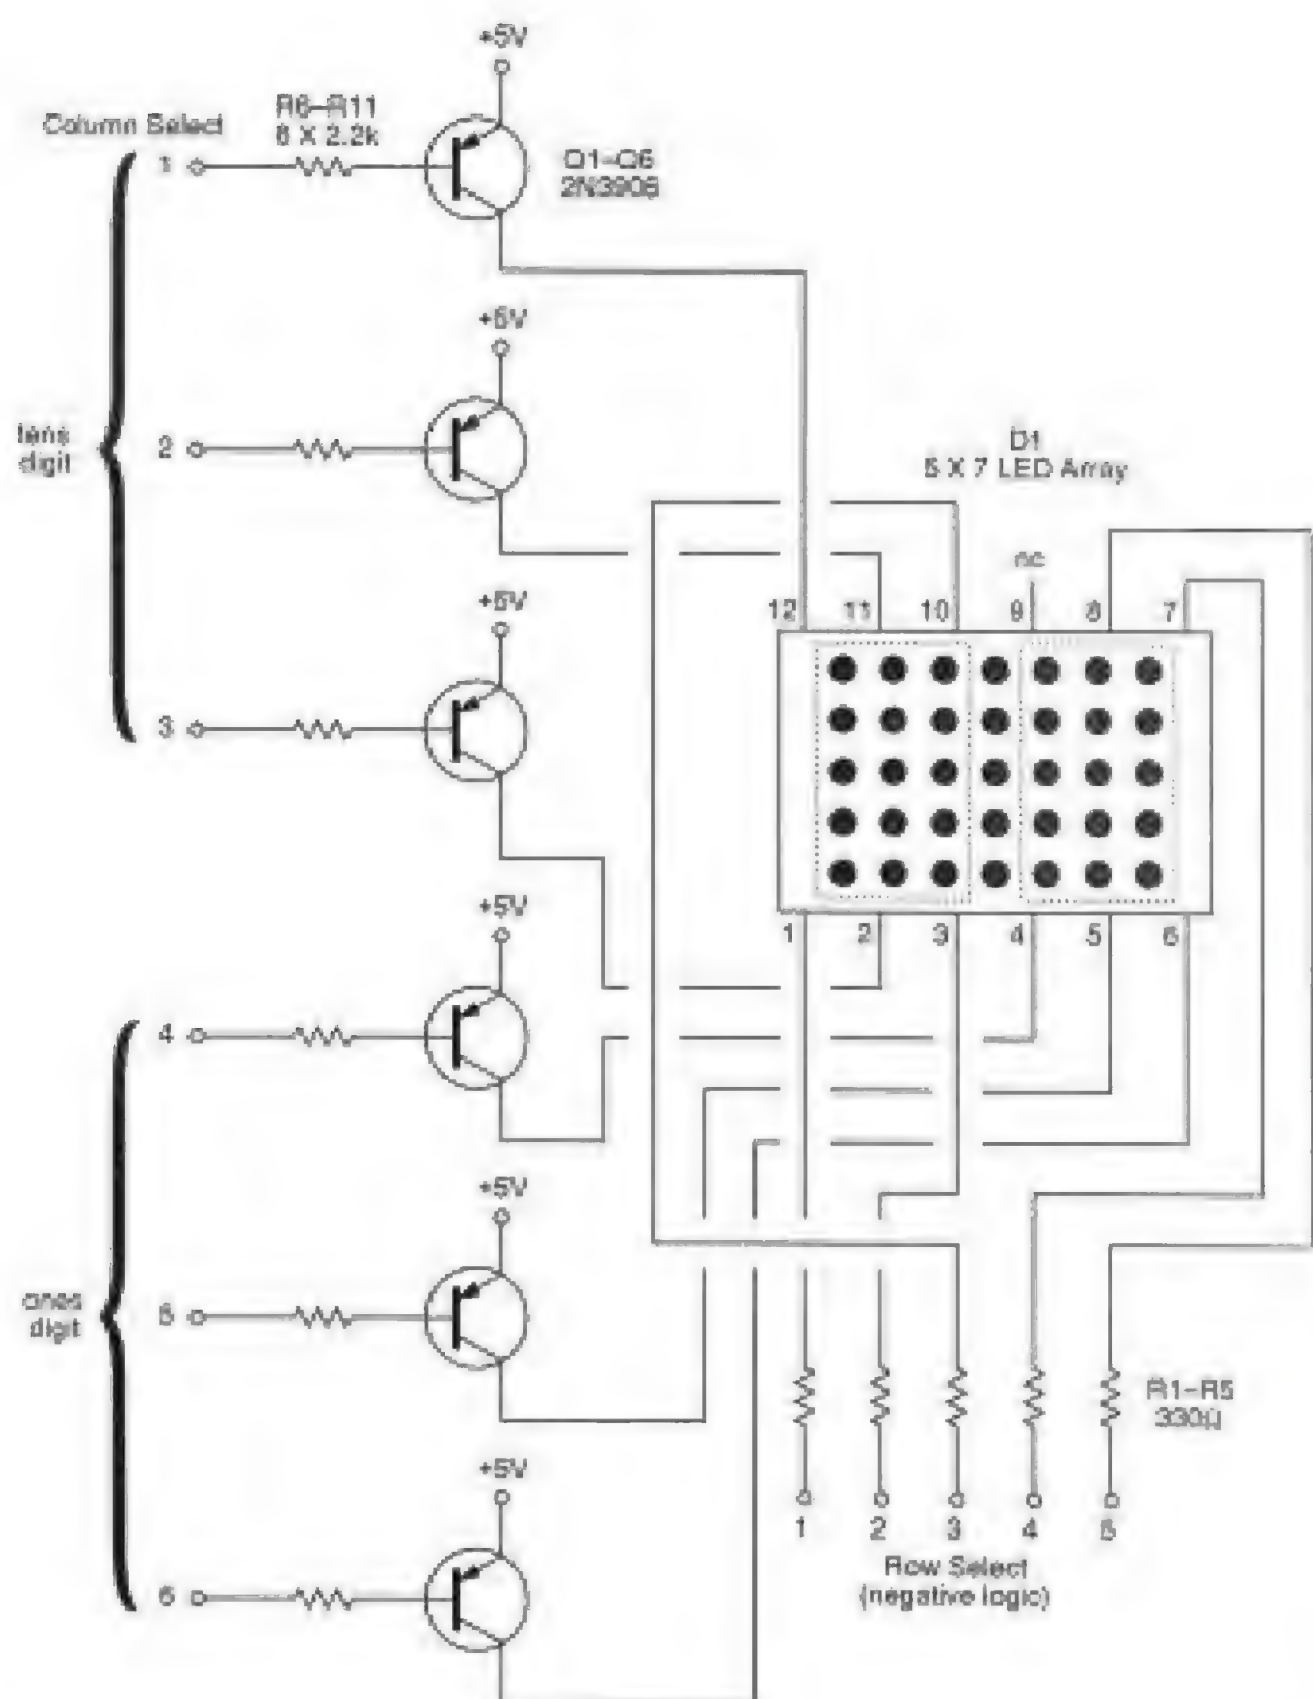 +5V
Column Select
R6–R11
6 X 2.2k
1
Q1–Q6
2N3906
+5V
tens
digit
2
D1
5 X 7 LED Array
nc
12 11 10 9 8 7
+5V
3
1 2 3 4 5 6
+5V
4
+5V
ones
digit
5
R1–R5
330Ω
+5V
1 2 3 4 5
Row Select
(negative logic)
6